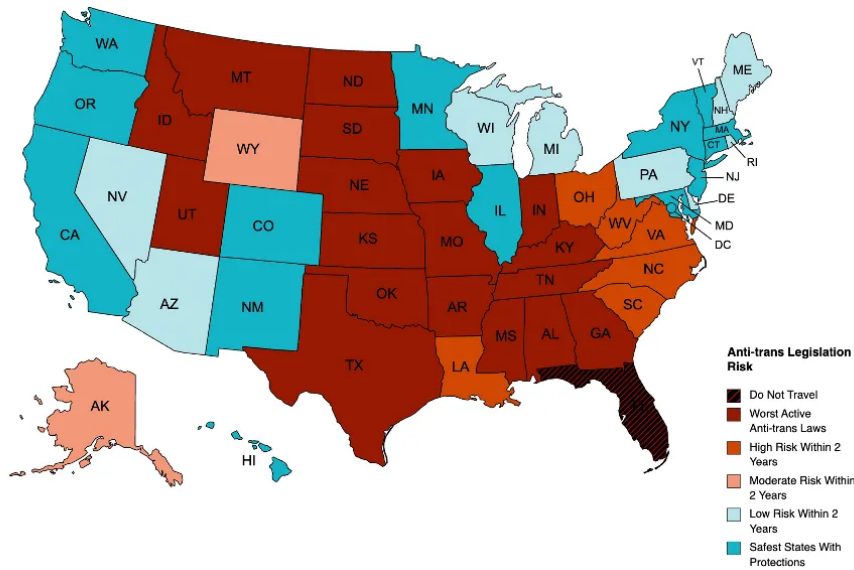 WA
MT
ND
MN
VT
ME
OR
ID
SD
WI
NH
NY
MA
WY
MI
CT
RI
NV
NE
IA
PA
NJ
UT
CO
IL
IN
OH
DE
CA
KS
MO
WV
VA
MD
DC
KY
NC
AZ
NM
OK
AR
TN
SC
TX
LA
MS
AL
GA
AK
HI
Anti-trans Legislation
Risk
Do Not Travel
Worst Active
Anti-trans Laws
High Risk Within 2
Years
Moderate Risk Within
2 Years
Low Risk Within 2
Years
Safest States With
Protections